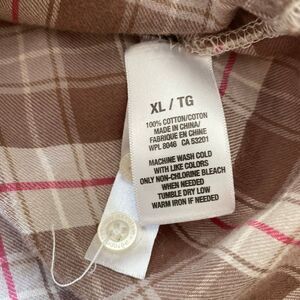 XL / TG
100% COTTON/COTON
MADE IN CHINA/
FABRIQUE EN CHINE
WPL 8046 CA 53201
MACHINE WASH COLD
WITH LIKE COLORS
ONLY NON-CHLORINE BLEACH
WHEN NEEDED
TUMBLE DRY LOW
WARM IRON IF NEEDED